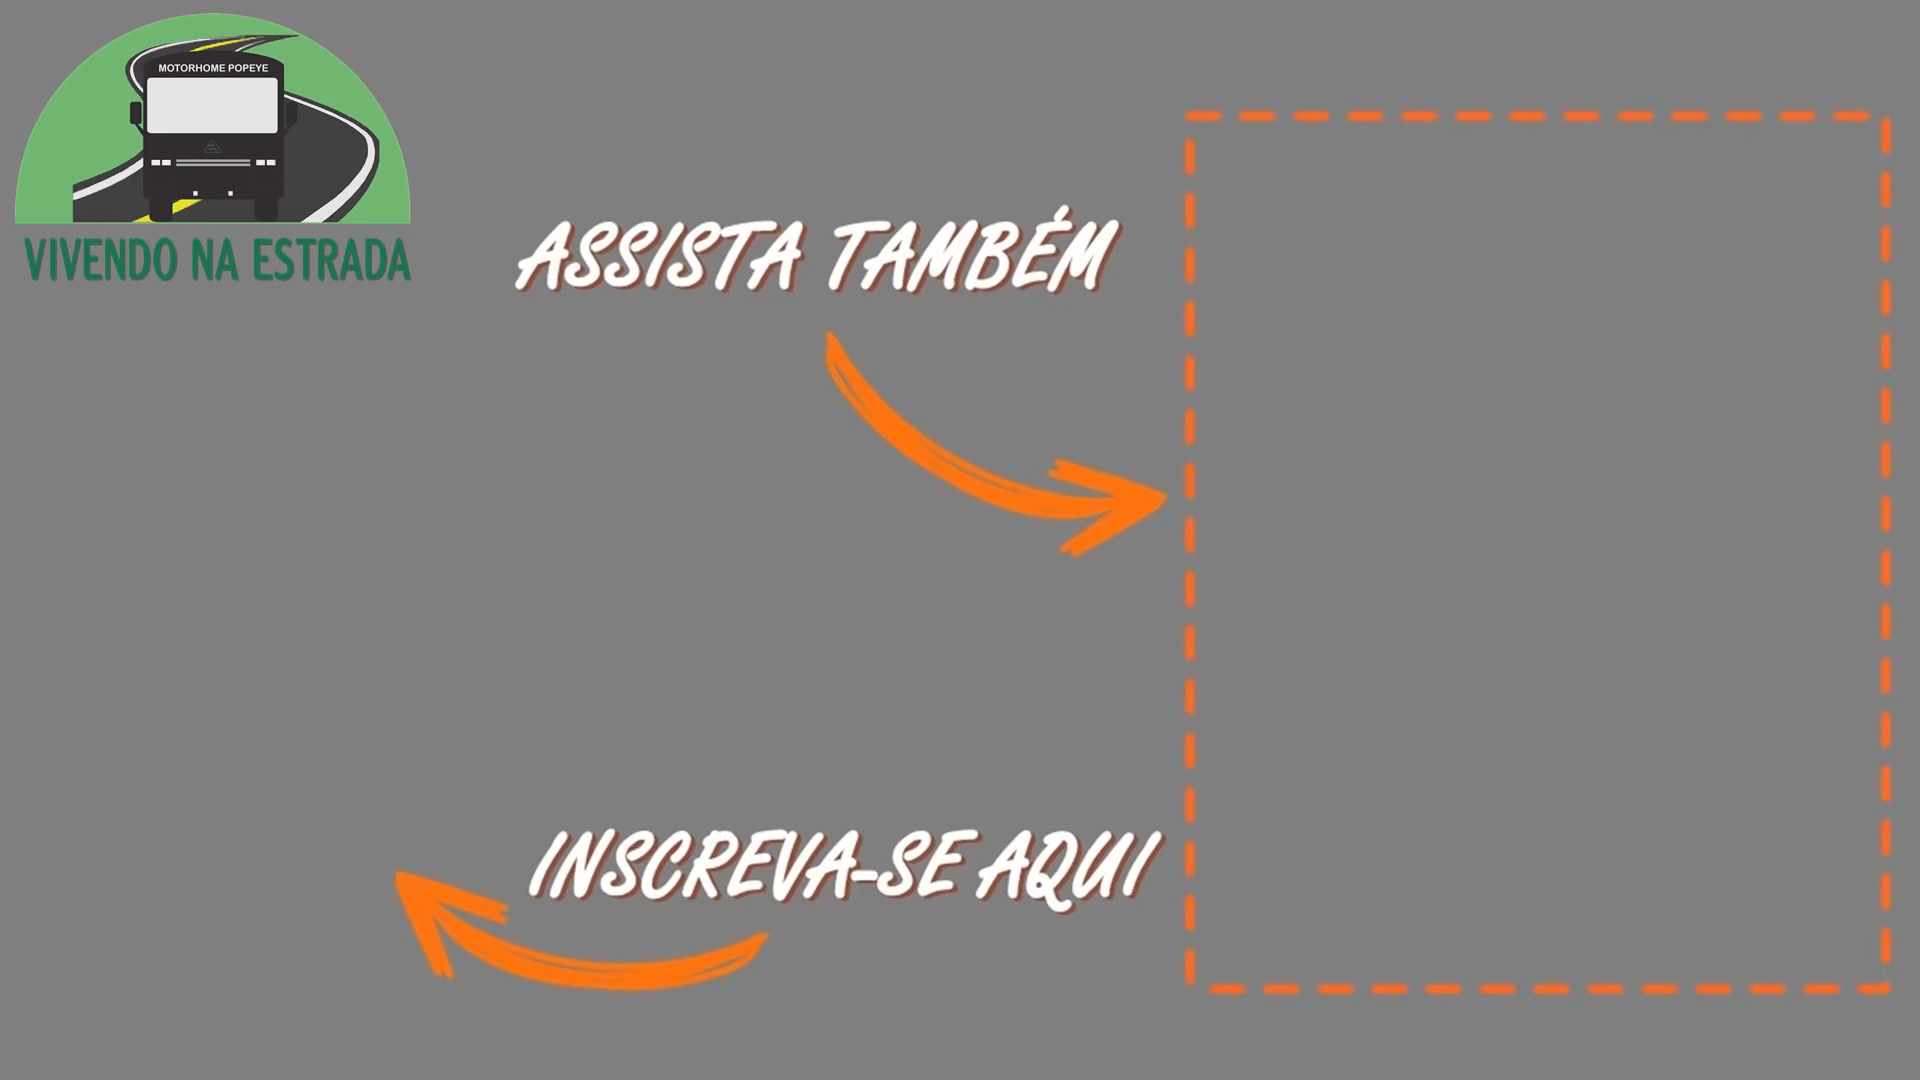 MOTORHOME POPEYE
VIVENDO NA ESTRADA
ASSISTA TAMBÉM
INSCREVA-SE AQUI